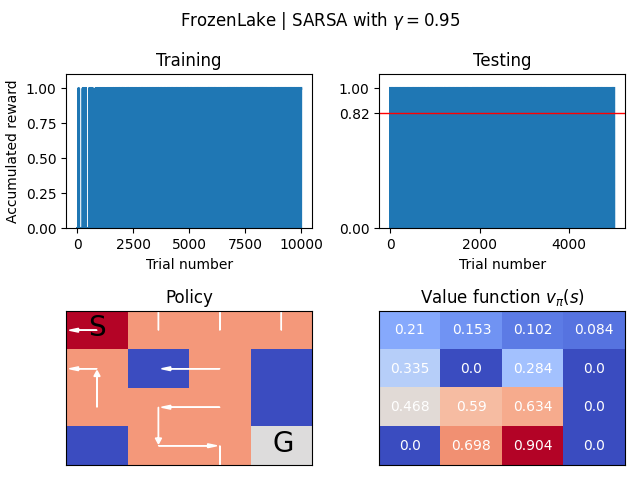 FrozenLake | SARSA with γ = 0.95
Training
Accumulated reward
1.00
0.75
0.50
0.25
0.00
0 2500 5000 7500 10000
Trial number
Testing
1.00
0.82
0.00
0 2000 4000
Trial number
Policy
S
G
Value function vπ(s)
0.21 0.153 0.102 0.084
0.335 0.0 0.284 0.0
0.468 0.59 0.634 0.0
0.0 0.698 0.904 0.0